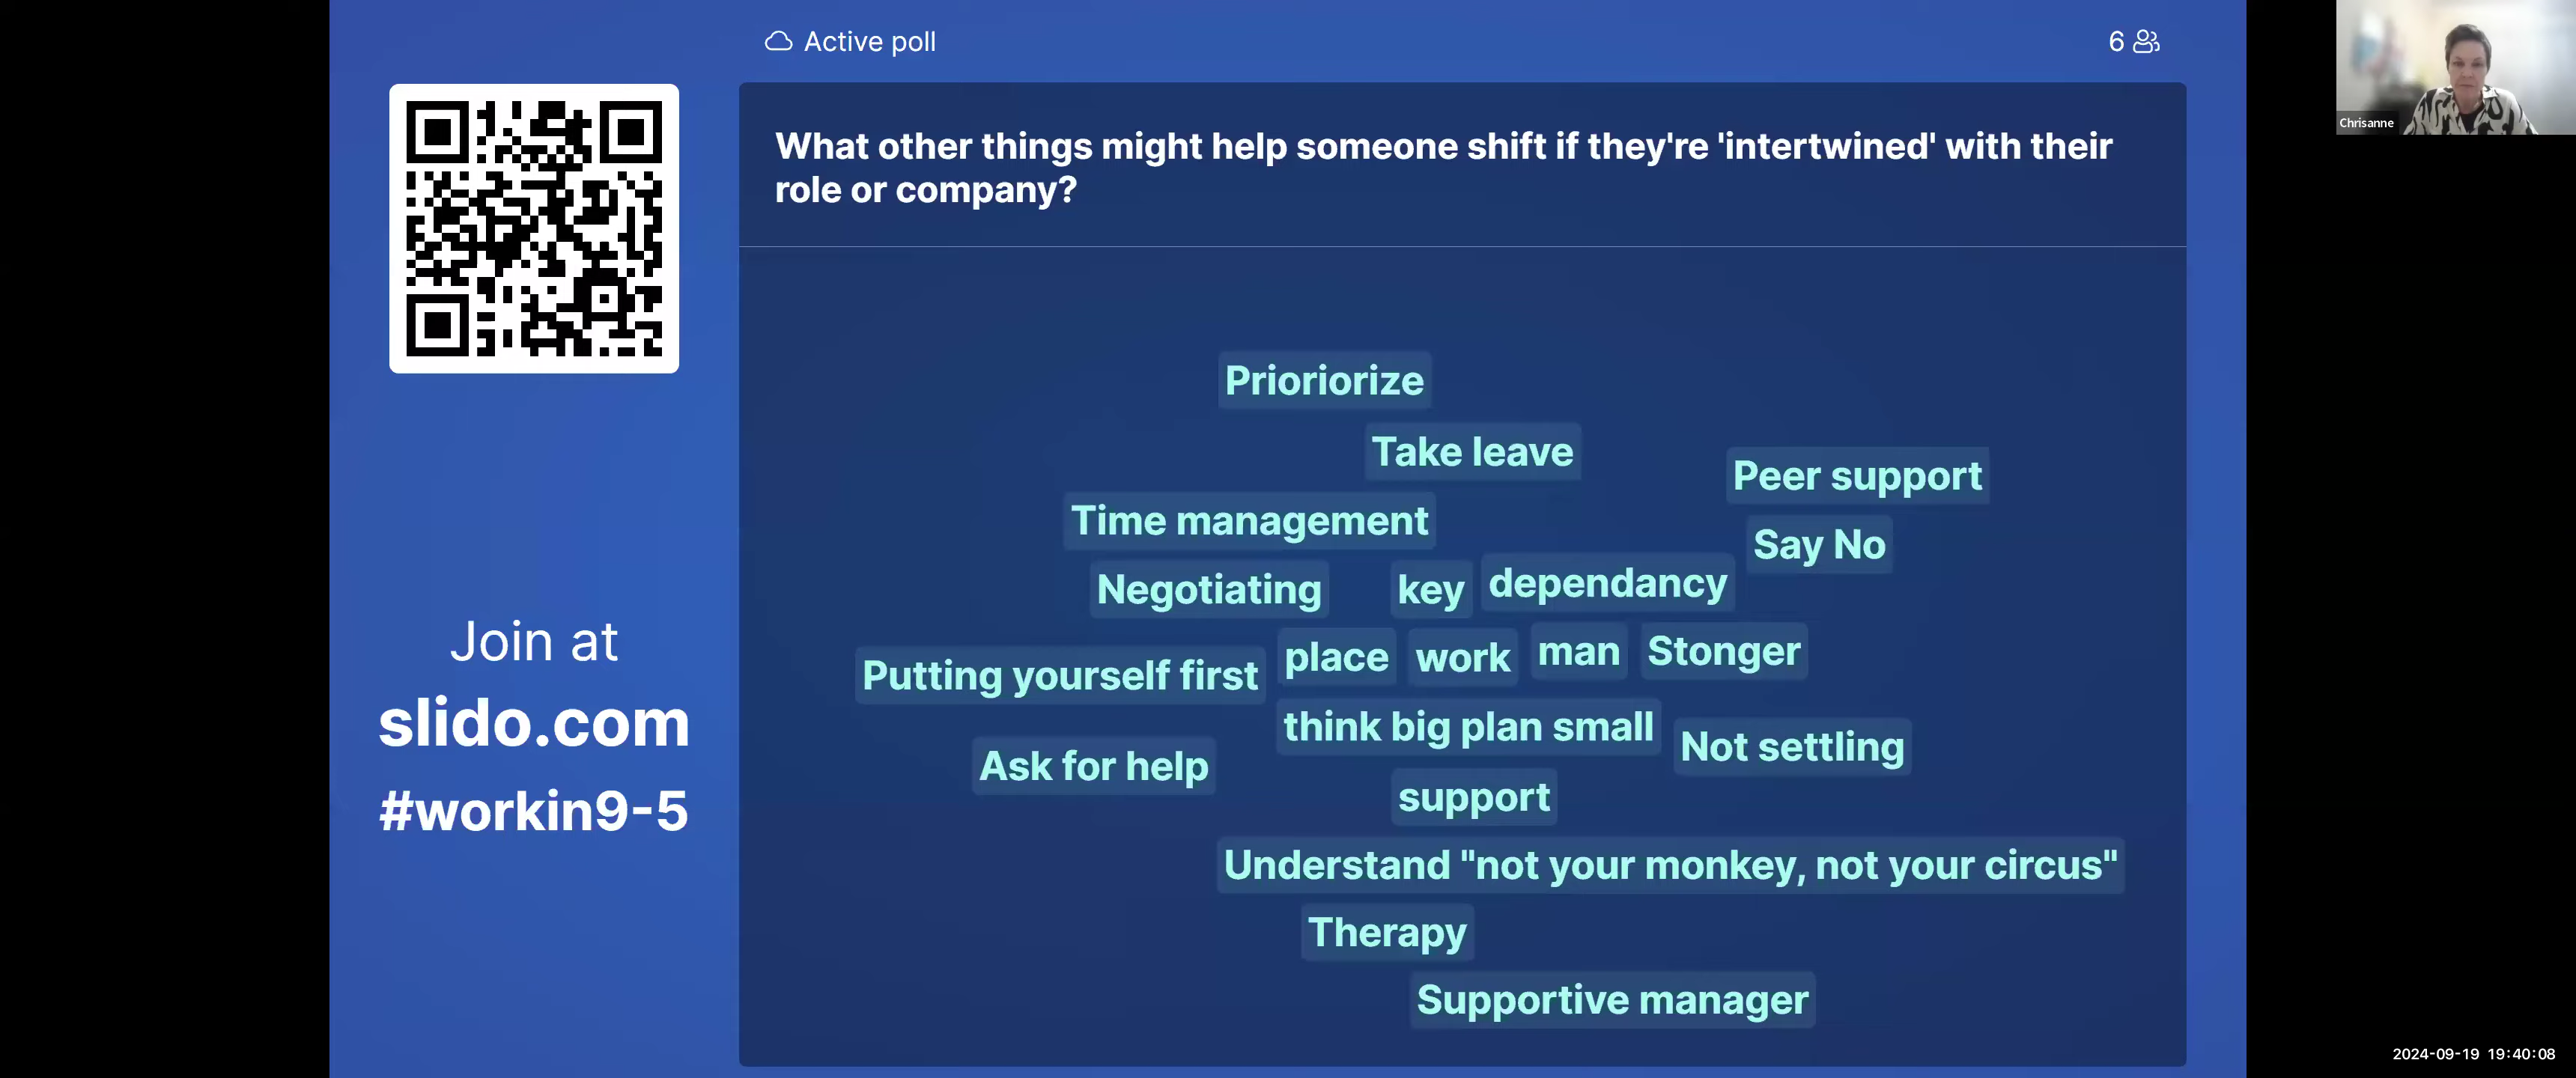 Active poll
6
What other things might help someone shift if they're 'intertwined' with their
role or company?
Join at
slido.com
#workin9-5
Prioriorize
Take leave
Peer support
Time management
Say No
Negotiating
key
dependancy
place
work
man
Stonger
Putting yourself first
think big plan small
Not settling
Ask for help
support
Understand "not your monkey, not your circus"
Therapy
Supportive manager
Chrisanne
2024-09-19 19:40:08